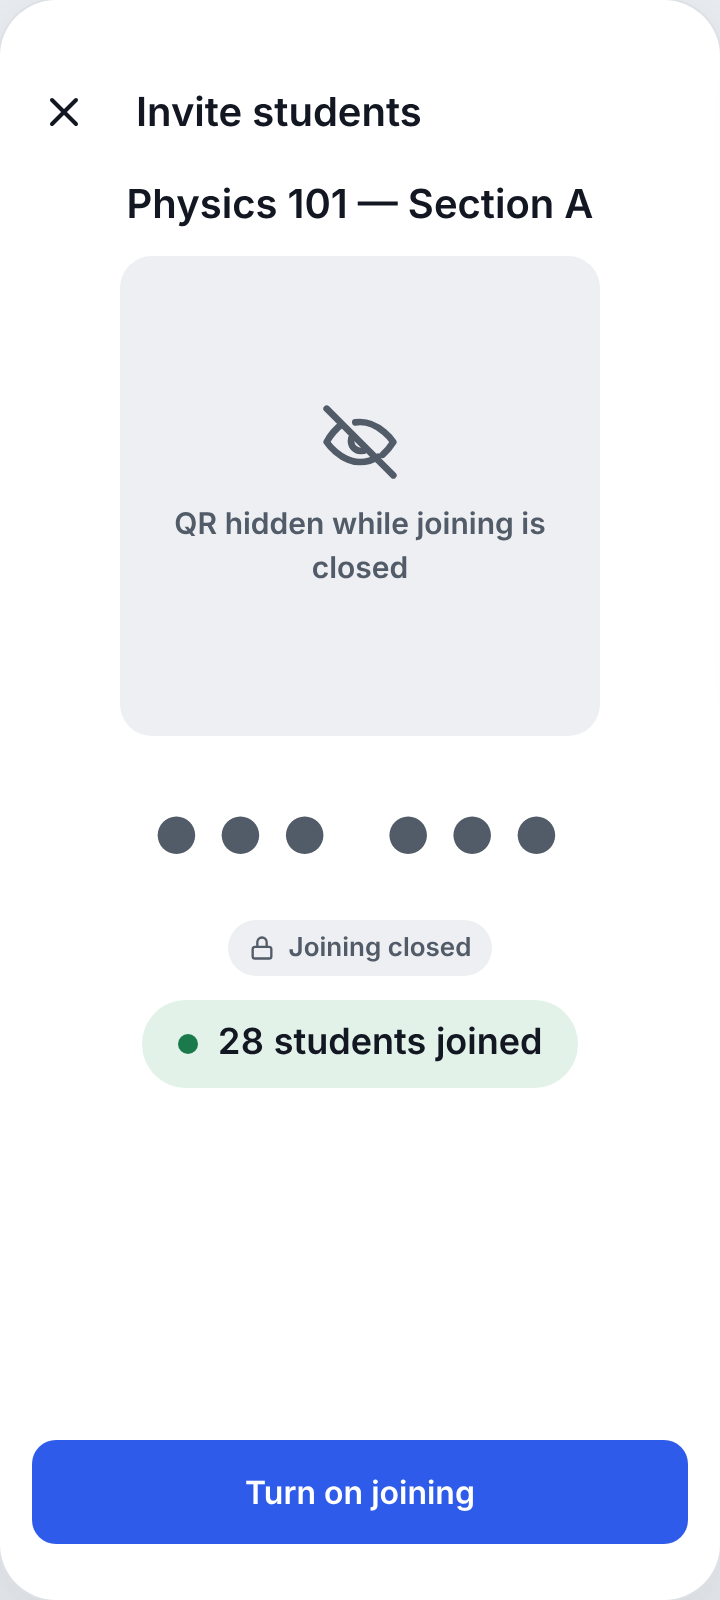 Invite students
Physics 101 — Section A
QR hidden while joining is
closed
Joining closed
28 students joined
Turn on joining